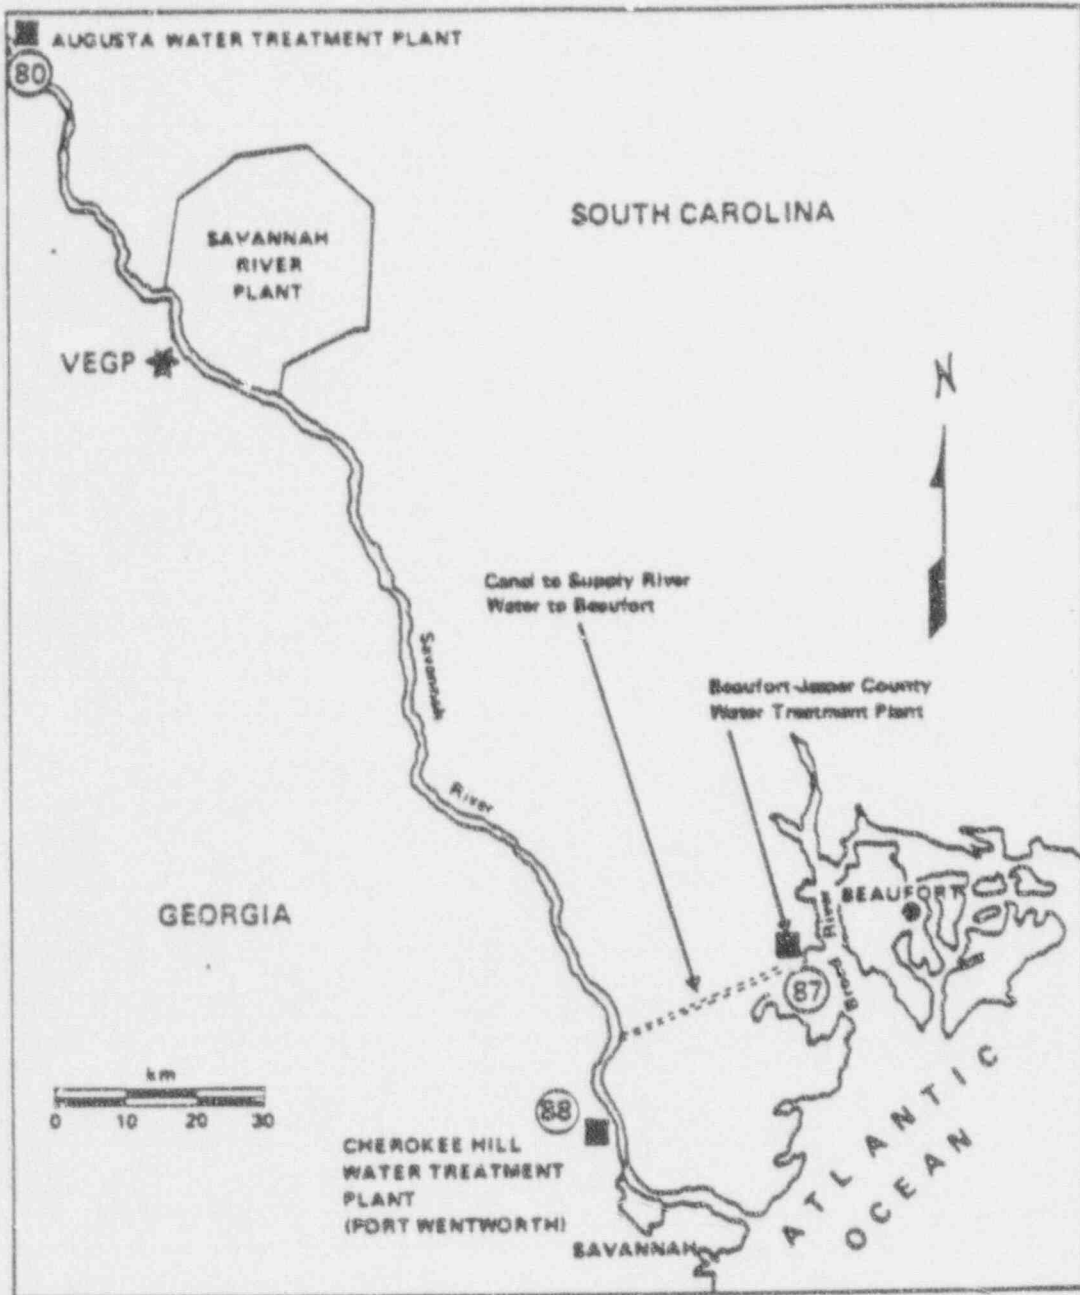 AUGUSTA WATER TREATMENT PLANT
80
SOUTH CAROLINA
SAVANNAH
RIVER
PLANT
VEGP
N
Canal to Supply River
Water to Beaufort
Savannah
Beaufort-Jasper County
Water Treatment Plant
River
BEAUFORT
River
GEORGIA
87
Broad
km
0 10 20 30
88
CHEROKEE HILL
WATER TREATMENT
PLANT
(FORT WENTWORTH)
ATLANTIC
OCEAN
SAVANNAH